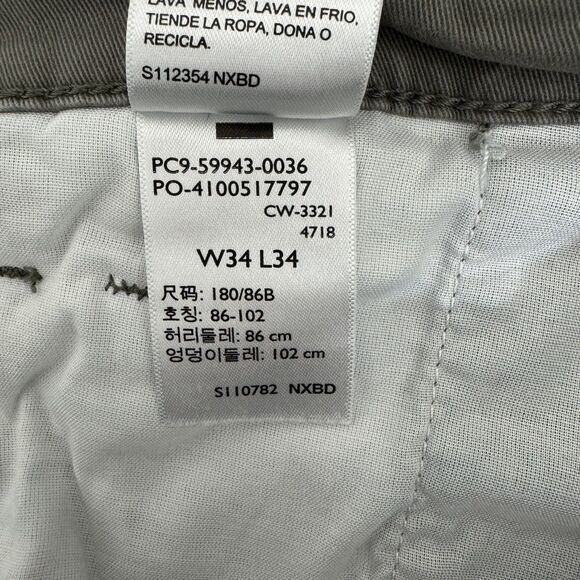 LAVA MENOS, LAVA EN FRIO,
TIENDE LA ROPA, DONA O
RECICLA.
S112354 NXBD
PC9-59943-0036
PO-4100517797
CW-3321
4718
W34 L34
尺码: 180/86B
호칭: 86-102
허리둘레: 86 cm
엉덩이둘레: 102 cm
S110782 NXBD